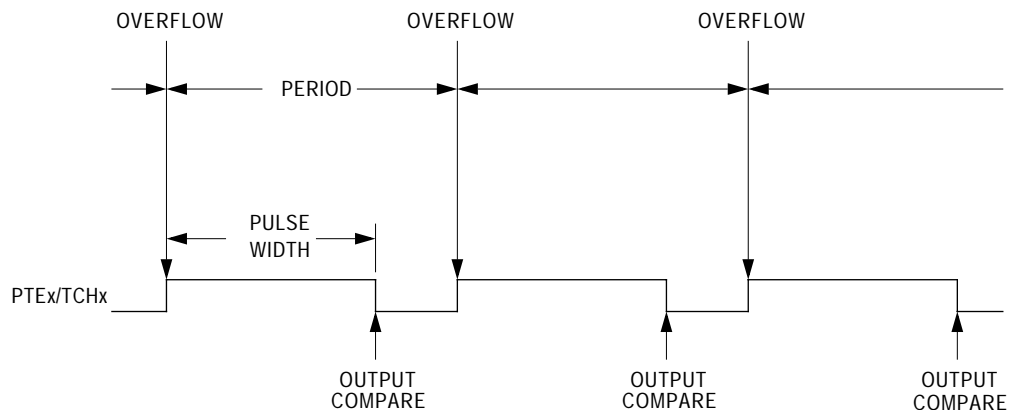 OVERFLOW OVERFLOW OVERFLOW
PERIOD
PULSE
WIDTH
PTEx/TCHx
OUTPUT
COMPARE
OUTPUT
COMPARE
OUTPUT
COMPARE